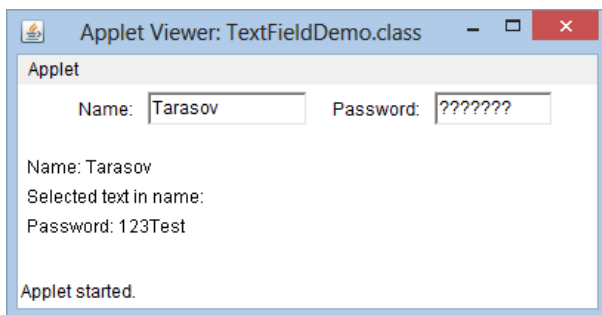 Applet Viewer: TextFieldDemo.class
Applet
Name: Tarasov Password: ???????
Name: Tarasov
Selected text in name:
Password: 123Test
Applet started.